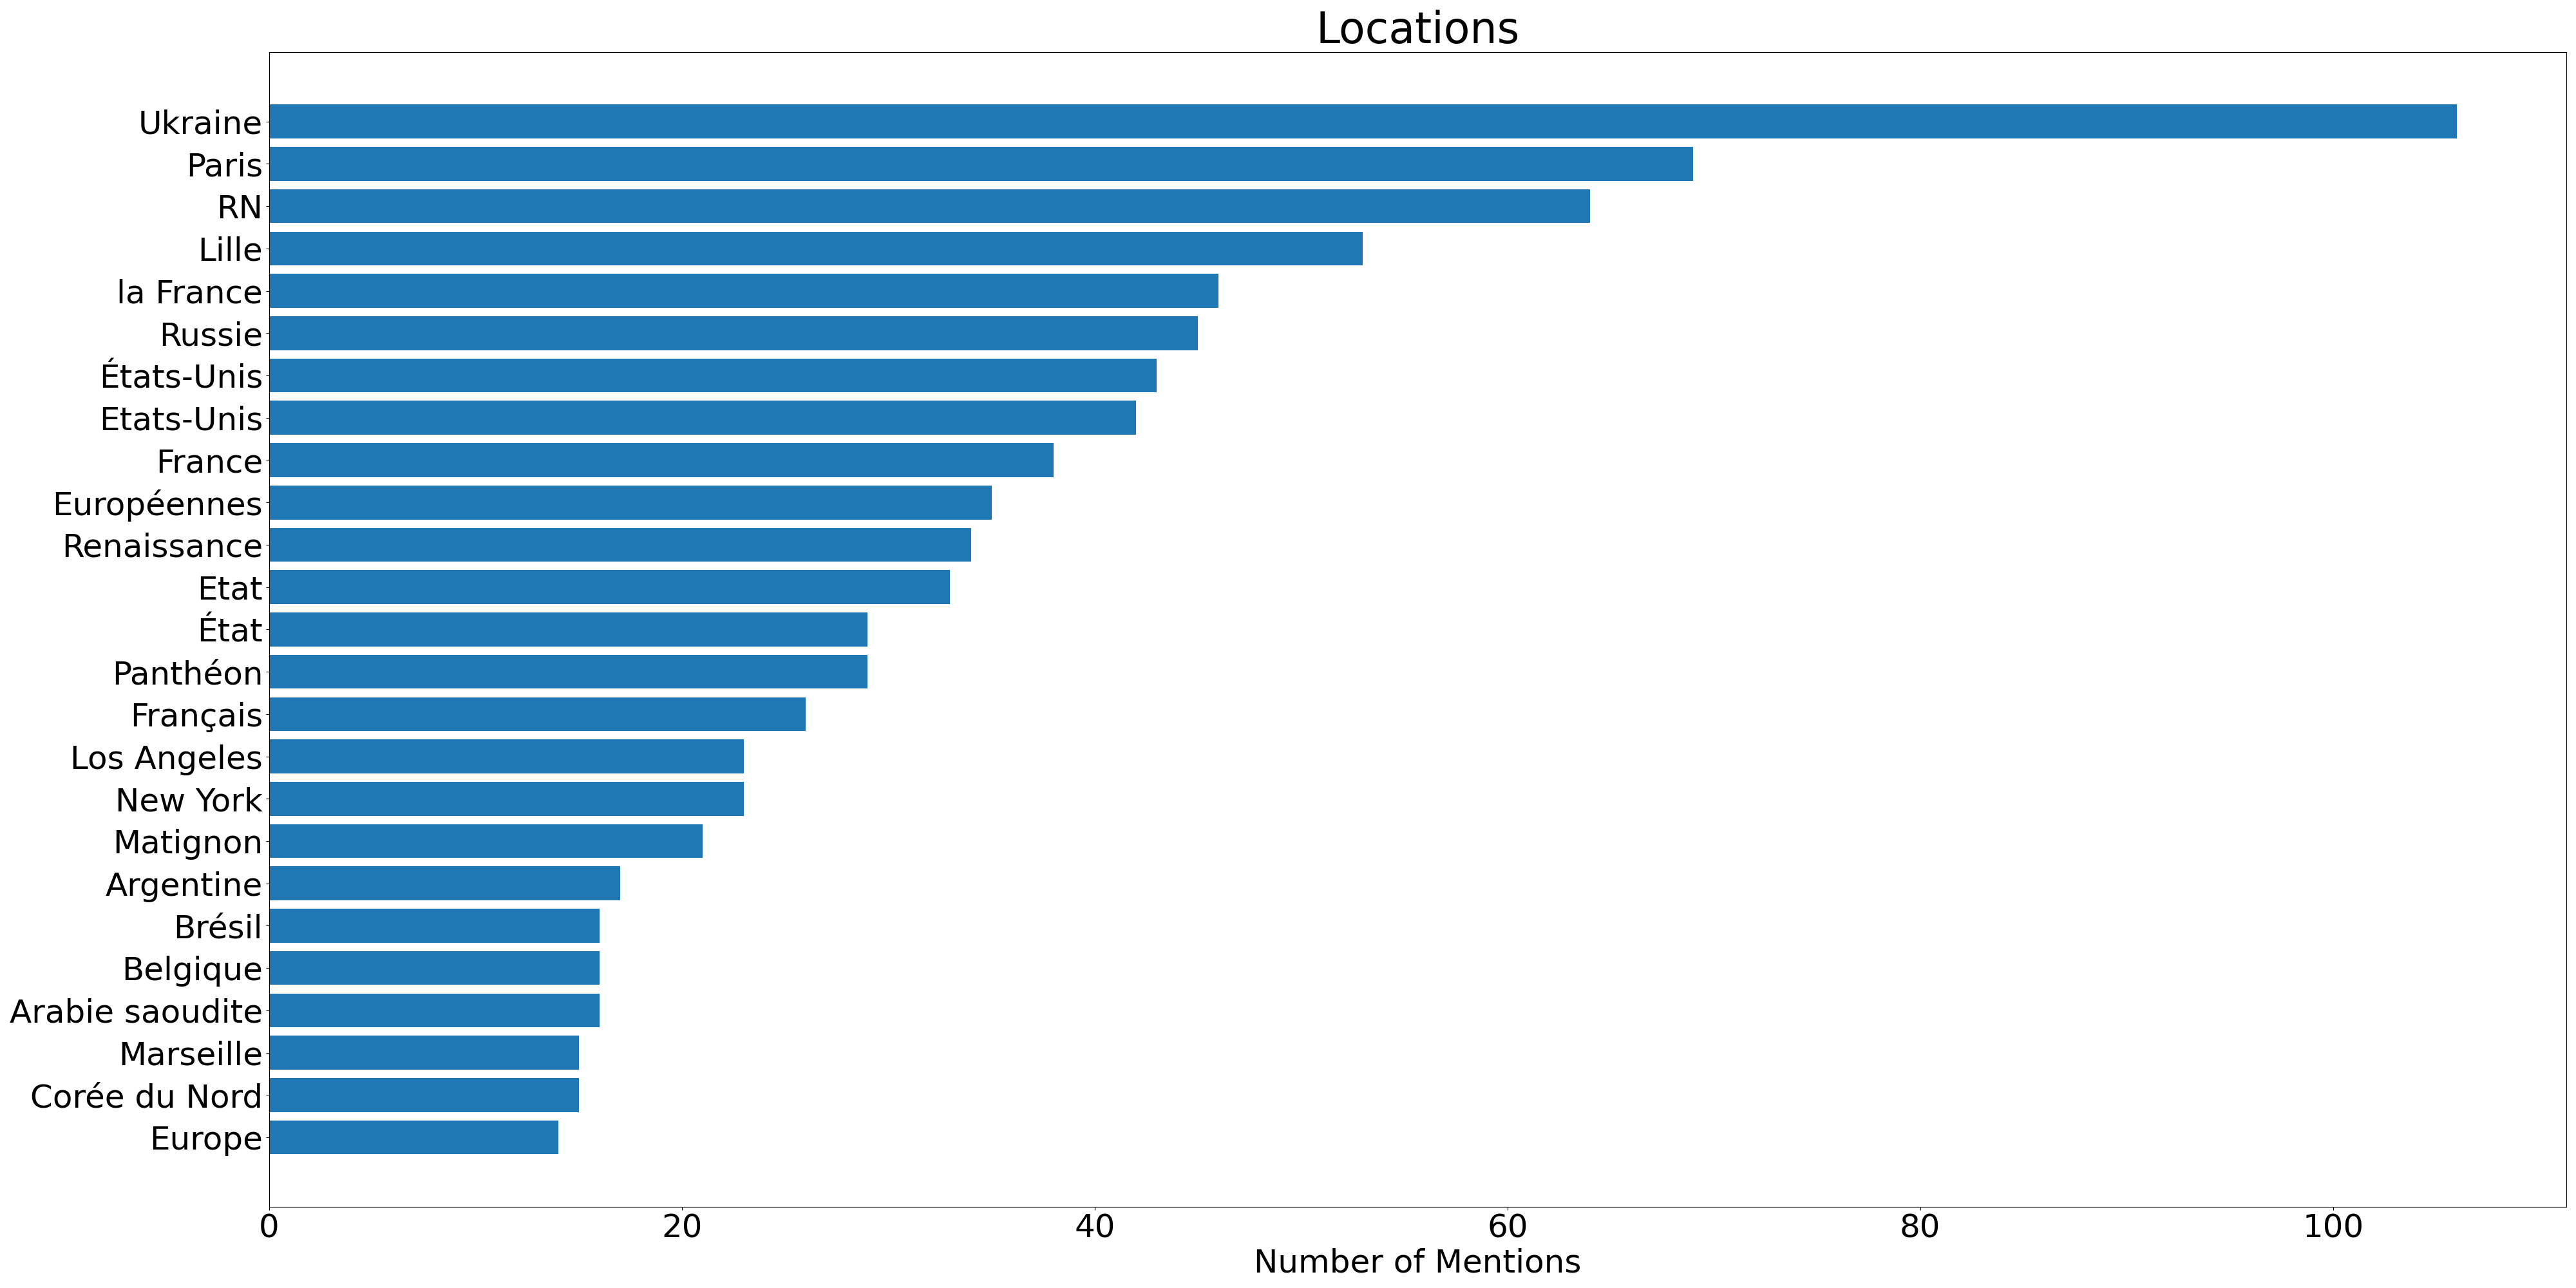 Locations
Ukraine
Paris
RN
Lille
la France
Russie
États-Unis
Etats-Unis
France
Européennes
Renaissance
Etat
État
Panthéon
Français
Los Angeles
New York
Matignon
Argentine
Brésil
Belgique
Arabie saoudite
Marseille
Corée du Nord
Europe
0 20 40 60 80 100
Number of Mentions